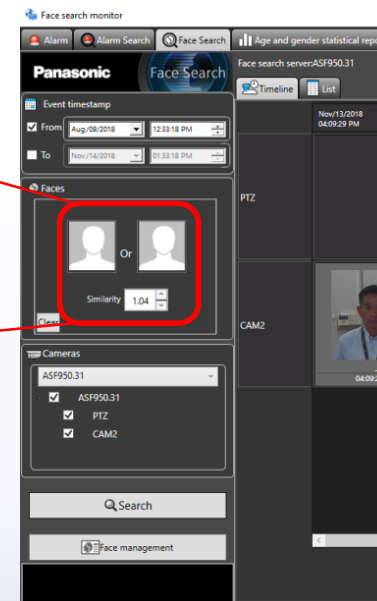 Face search monitor
Alarm Alarm Search Face Search Age and gender statistical repo
Panasonic Face Search
Face search server:ASF950.31
Timeline List
Event timestamp
From Aug/09/2018 12:33:18 PM
To Nov/14/2018 01:33:18 PM
Nov/13/2018
04:09:29 PM
Faces
PTZ
Or
Similarity 1.04
Clear
CAM2
Cameras
ASF950.31
ASF950.31
PTZ
CAM2
04:09:2
Search
Face management